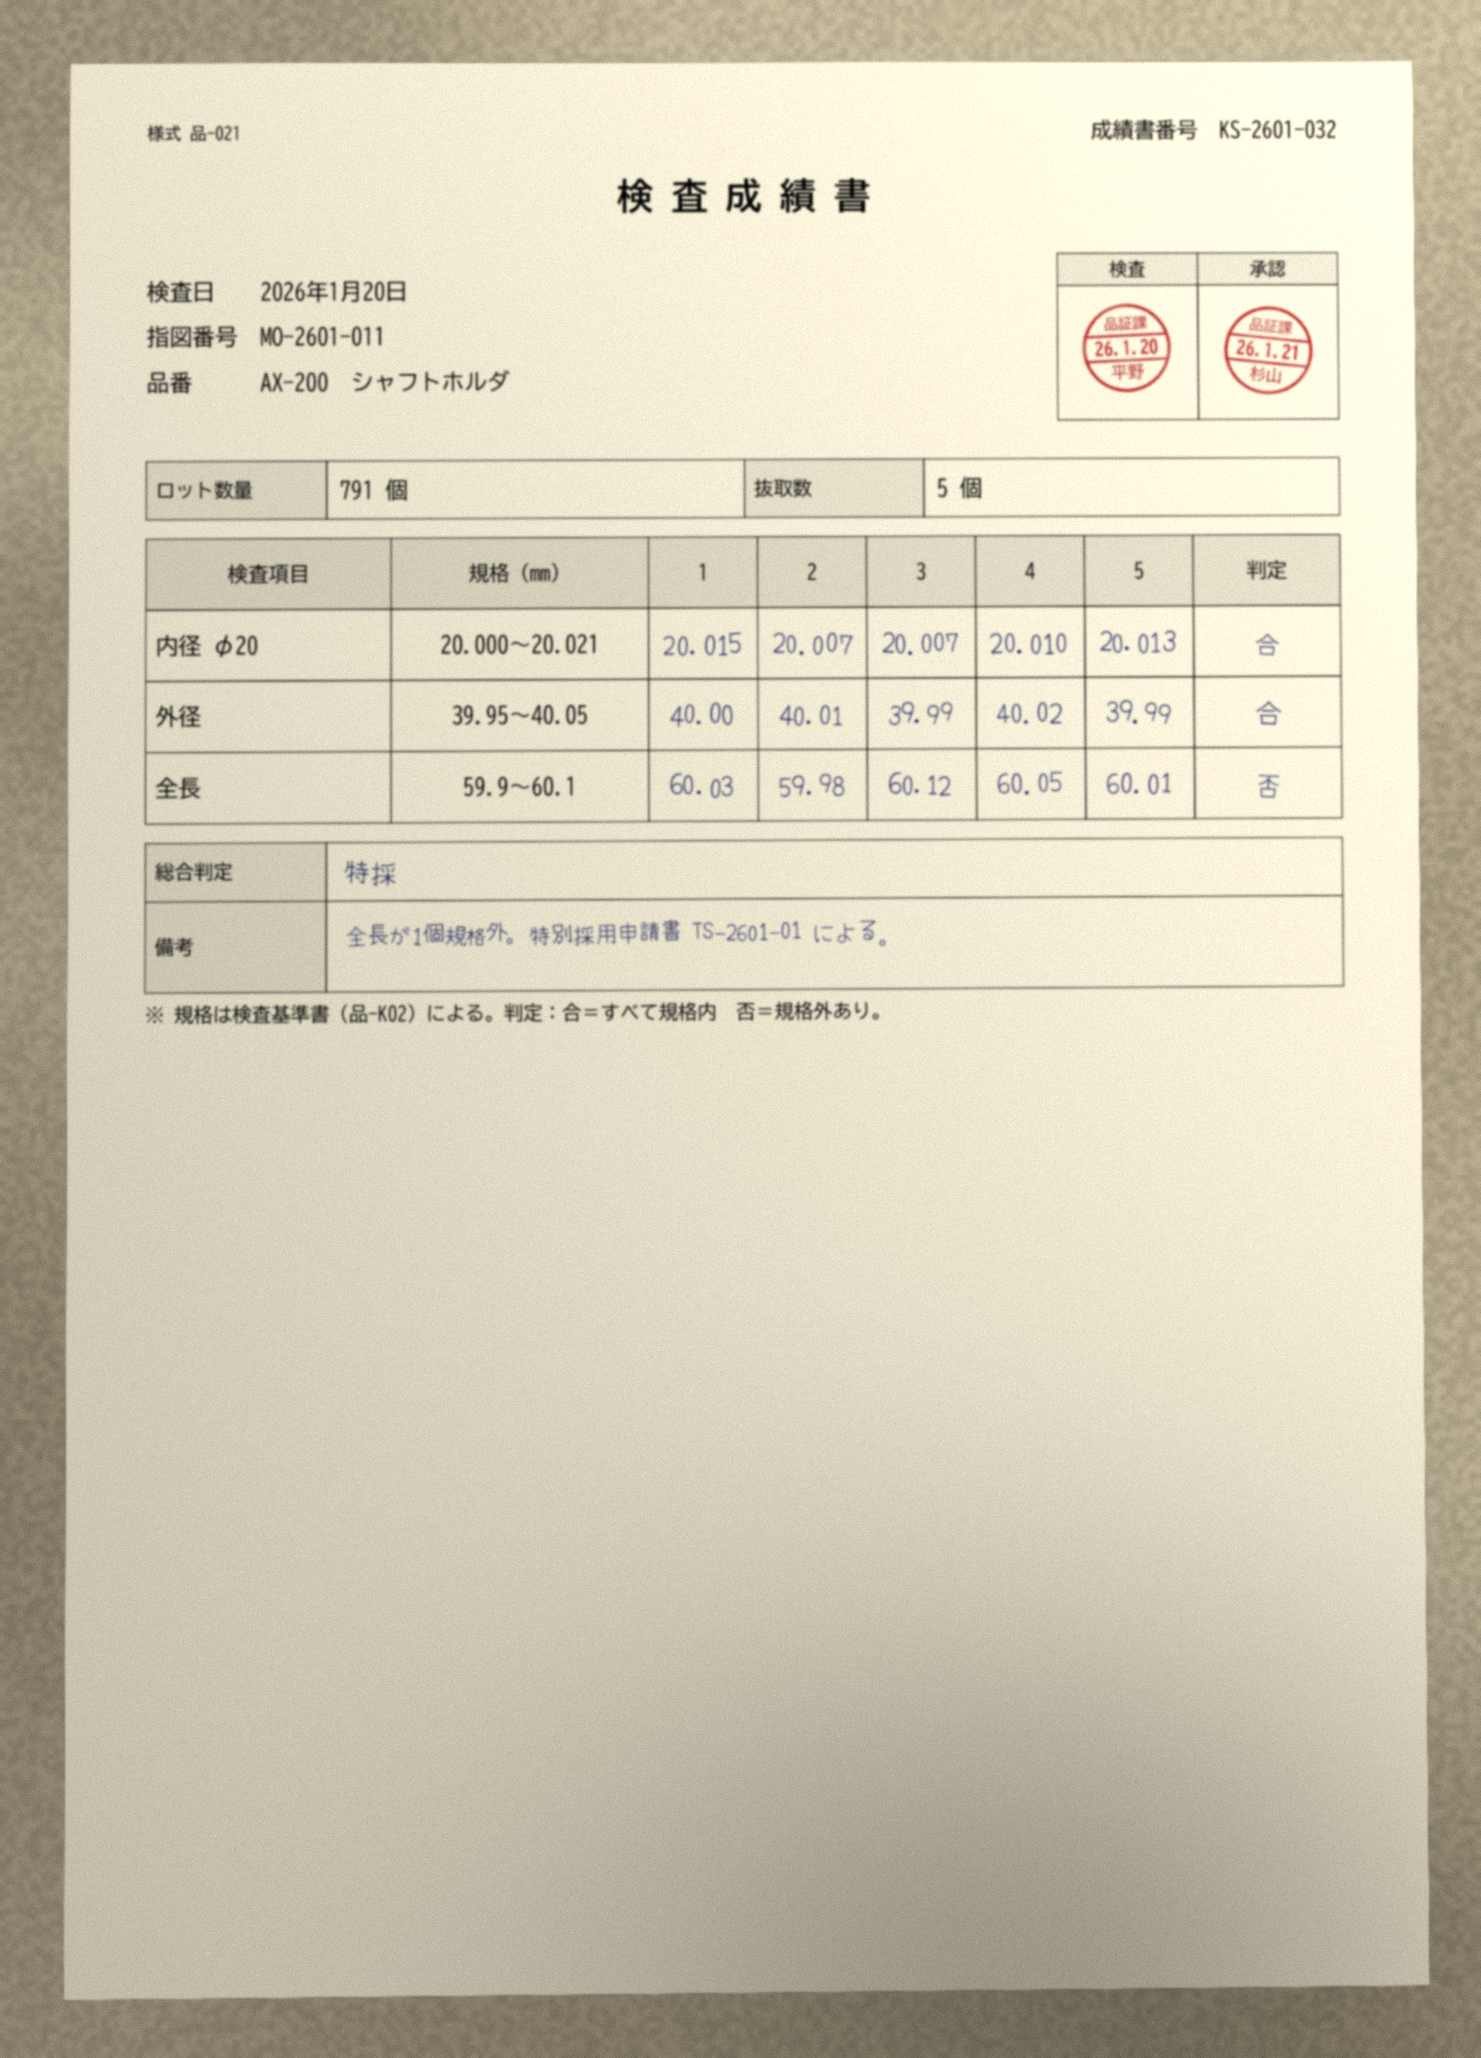 様式 品-021
成績書番号　KS-2601-032
検査成績書
検査日　2026年1月20日
指図番号　MO-2601-011
品番　AX-200　シャフトホルダ
検査　承認
品証課　品証課
26.1.20　26.1.21
平野　杉山
ロット数量　791 個　抜取数　5 個
検査項目　規格（㎜）　1　2　3　4　5　判定
内径 φ20　20.000～20.021　20.015　20.007　20.007　20.010　20.013　合
外径　39.95～40.05　40.00　40.01　39.99　40.02　39.99　合
全長　59.9～60.1　60.03　59.98　60.12　60.05　60.01　否
総合判定　特採
備考　全長が1個規格外。特別採用申請書 TS-2601-01 による。
※ 規格は検査基準書（品-K02）による。判定：合＝すべて規格内　否＝規格外あり。